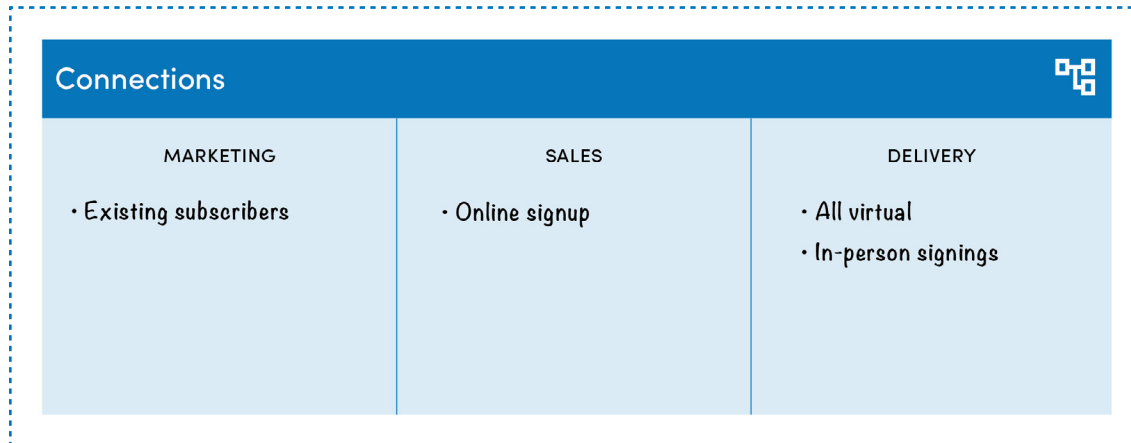 Connections
MARKETING
• Existing subscribers
SALES
• Online signup
DELIVERY
• All virtual
• In-person signings